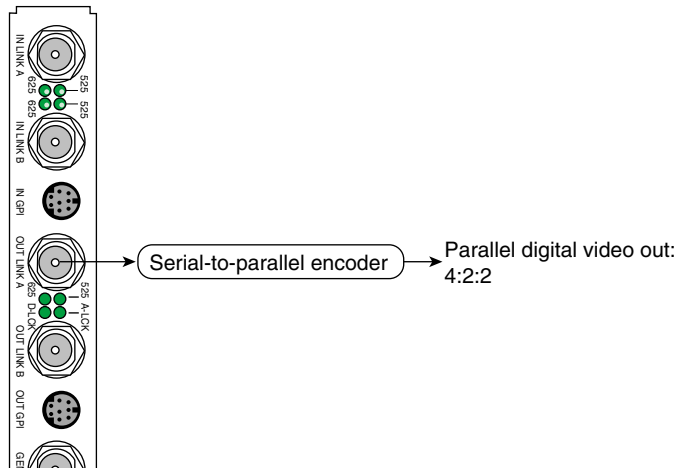 IN LINK A
625 525
625 525
IN LINK B
IN GPI
OUT LINK A
Serial-to-parallel encoder
Parallel digital video out:
4:2:2
625 525
D-LCK A-LCK
OUT LINK B
OUT GPI